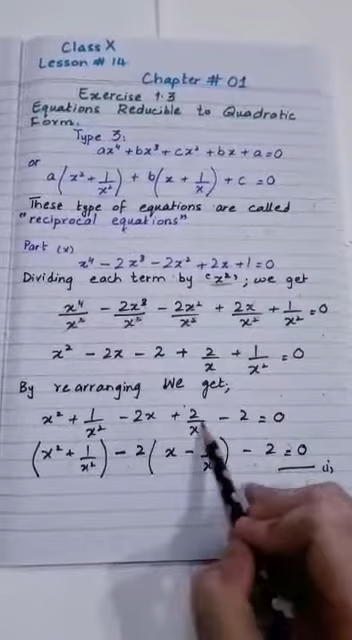 Class X
Lesson # 14
Chapter # 01
Exercise 1.3
Equations Reducible to Quadratic
Form.
Type 3:
ax⁴ + bx³ + cx² + bx + a = 0
or
a(x² + 1/x²) + b(x + 1/x) + c = 0
These type of equations are called
"reciprocal equations"
Part (x)
x⁴ - 2x³ - 2x² + 2x + 1 = 0
Dividing each term by (x²), we get
x⁴/x² - 2x³/x² - 2x²/x² + 2x/x² + 1/x² = 0
x² - 2x - 2 + 2/x + 1/x² = 0
By rearranging We get;
x² + 1/x² - 2x + 2/x - 2 = 0
(x² + 1/x²) - 2(x - 1/x) - 2 = 0 — i,